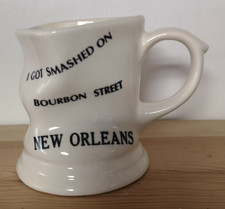 I GOT SMASHED ON
BOURBON STREET
NEW ORLEANS